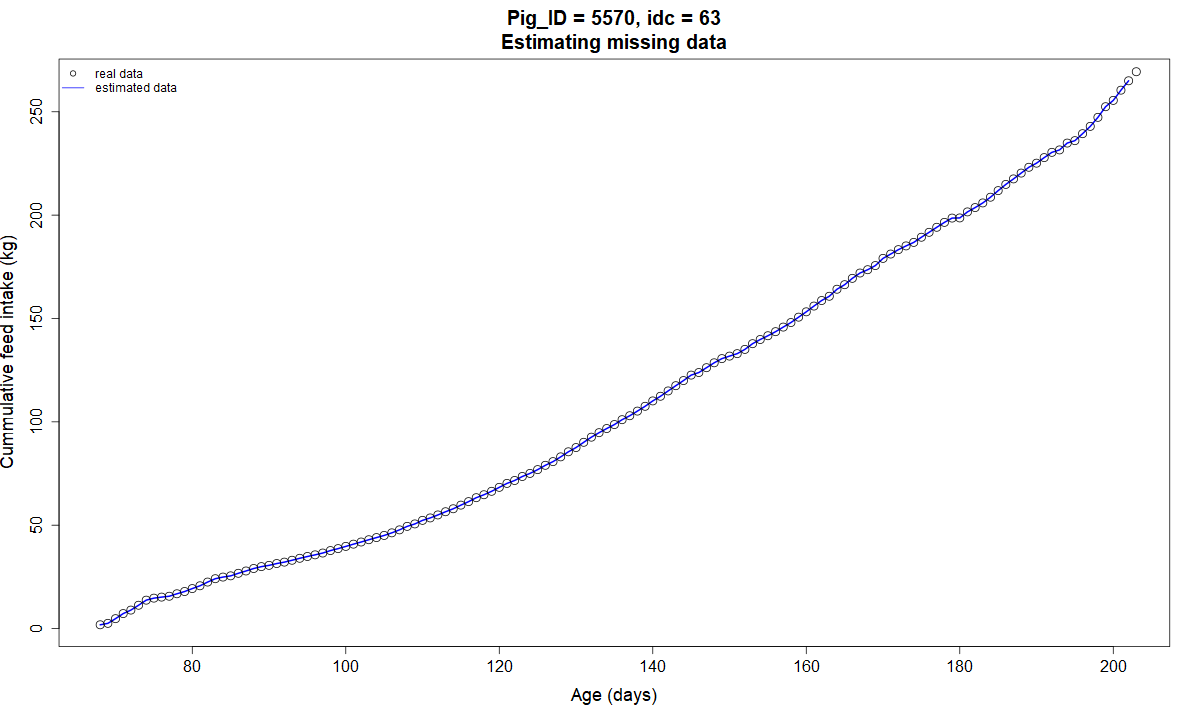 Pig_ID = 5570, idc = 63
Estimating missing data
real data
estimated data
Cummulative feed intake (kg)
250
200
150
100
50
0
80 100 120 140 160 180 200
Age (days)